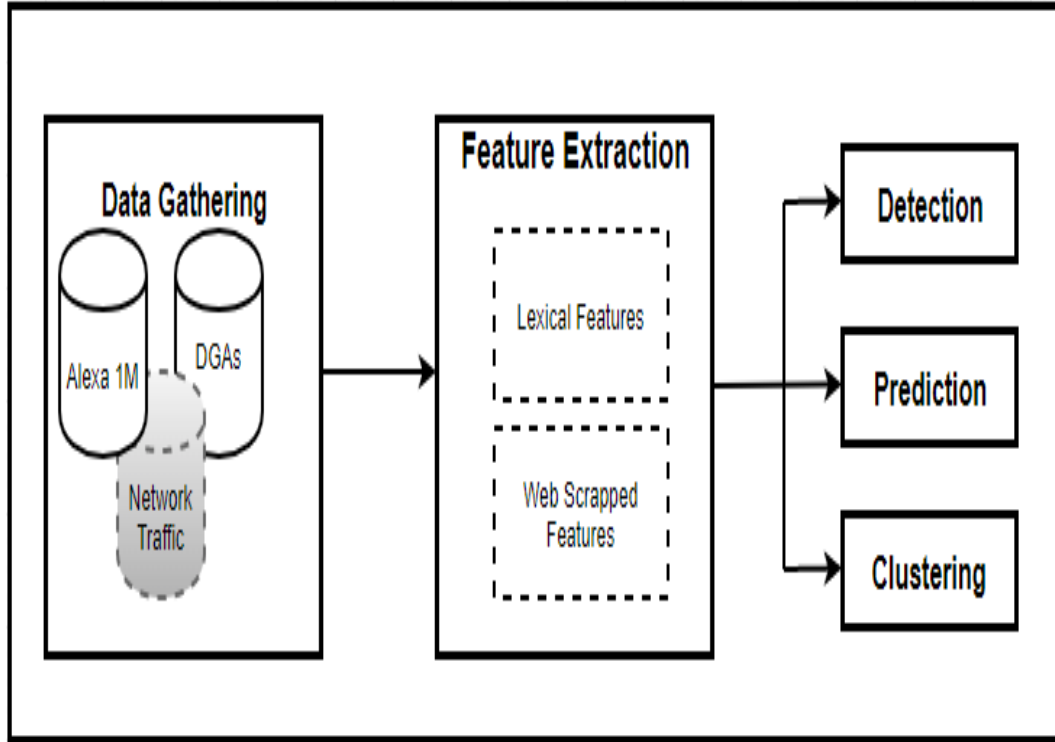 Data Gathering
Alexa 1M
DGAs
Network
Traffic
Feature Extraction
Lexical Features
Web Scrapped
Features
Detection
Prediction
Clustering